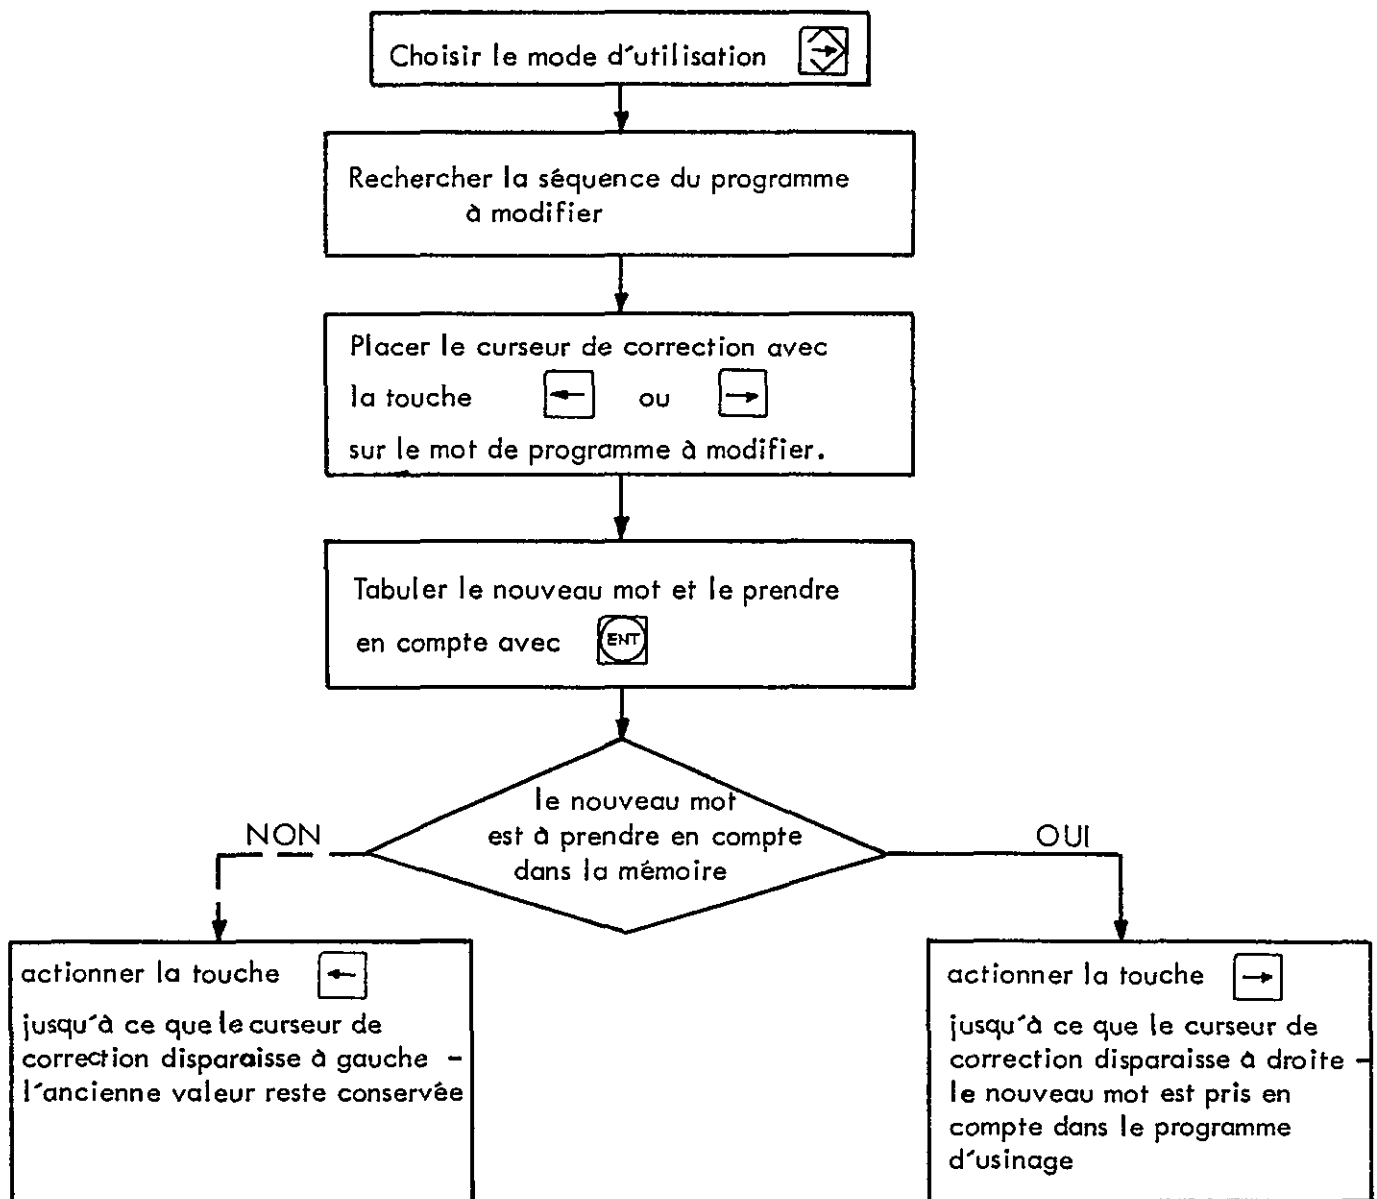 Choisir le mode d'utilisation
Rechercher la séquence du programme
à modifier
Placer le curseur de correction avec
la touche ← ou →
sur le mot de programme à modifier.
Tabuler le nouveau mot et le prendre
en compte avec ENT
le nouveau mot
est à prendre en compte
dans la mémoire
NON
OUI
actionner la touche ←
jusqu'à ce que le curseur de
correction disparaisse à gauche -
l'ancienne valeur reste conservée
actionner la touche →
jusqu'à ce que le curseur de
correction disparaisse à droite -
le nouveau mot est pris en
compte dans le programme
d'usinage